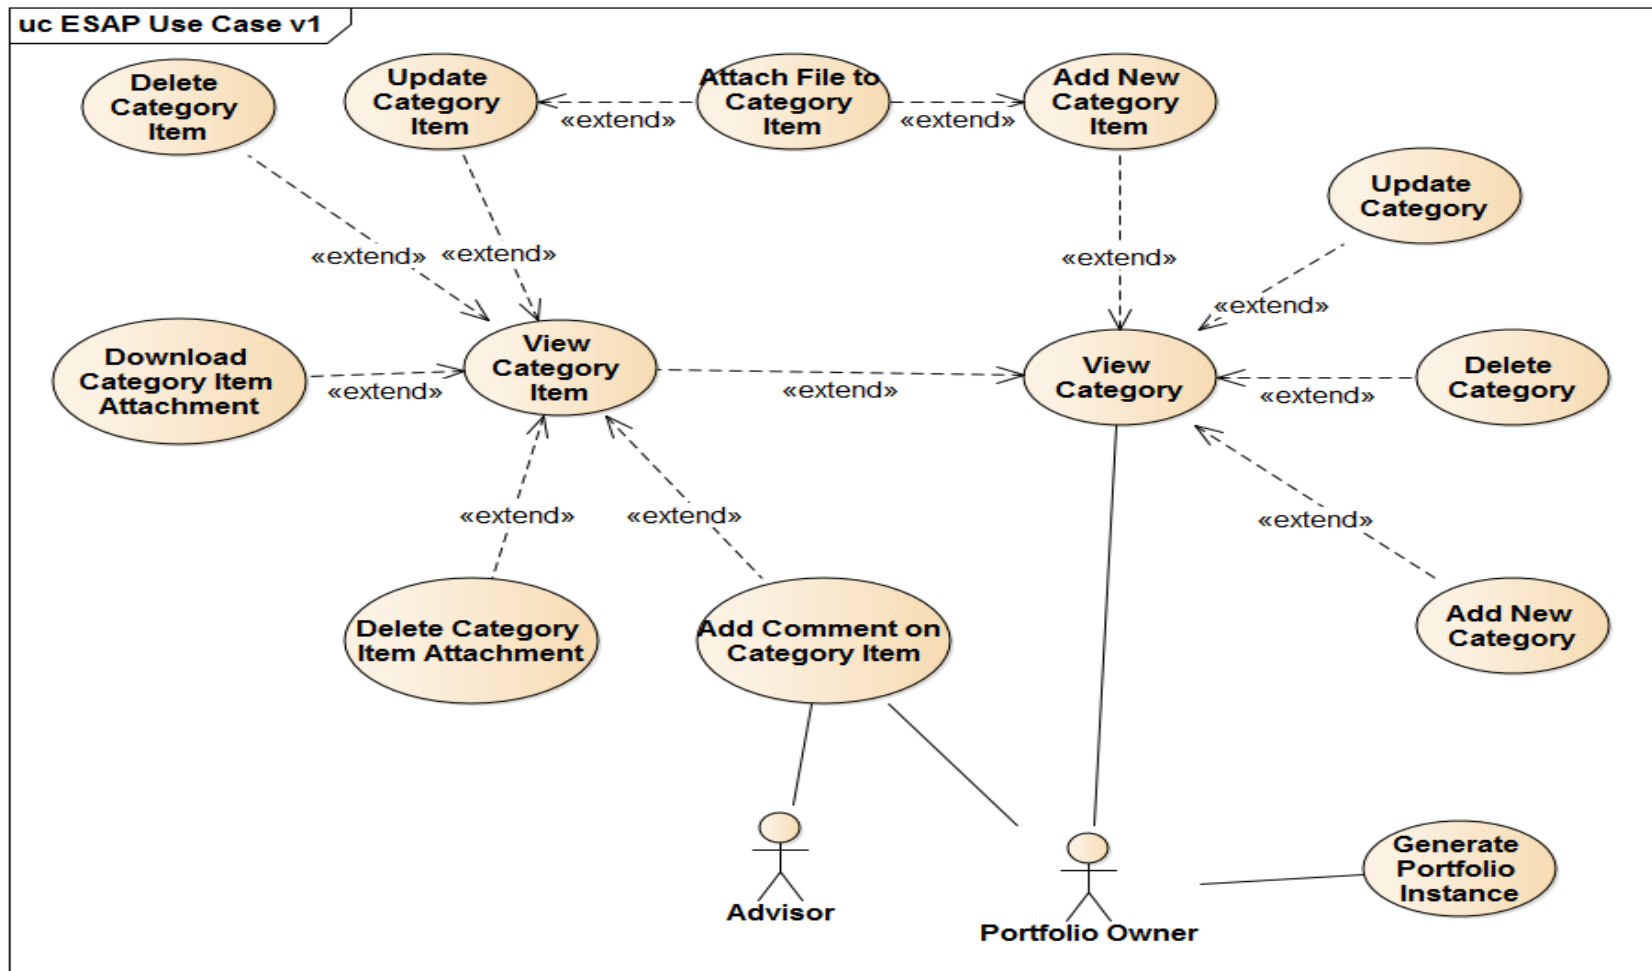 uc ESAP Use Case v1
Delete
Category
Item
Update
Category
Item
Attach File to
Category
Item
Add New
Category
Item
«extend»
«extend»
Update
Category
«extend»
«extend»
«extend»
«extend»
Download
Category Item
Attachment
«extend»
View
Category
Item
«extend»
View
Category
«extend»
Delete
Category
«extend»
«extend»
«extend»
Delete Category
Item Attachment
Add Comment on
Category Item
Add New
Category
Advisor
Portfolio Owner
Generate
Portfolio
Instance